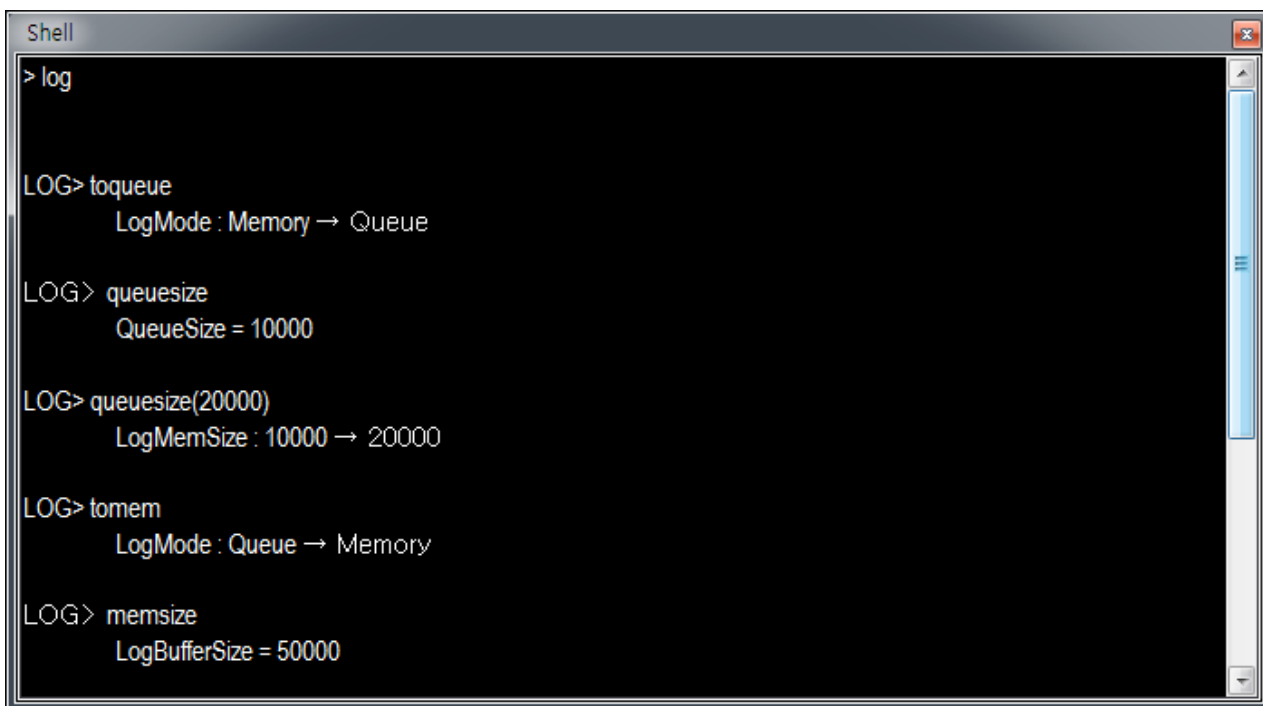 Shell
> log
LOG> toqueue
LogMode : Memory → Queue
LOG> queuesize
QueueSize = 10000
LOG> queuesize(20000)
LogMemSize : 10000 → 20000
LOG> tomem
LogMode : Queue → Memory
LOG> memsize
LogBufferSize = 50000